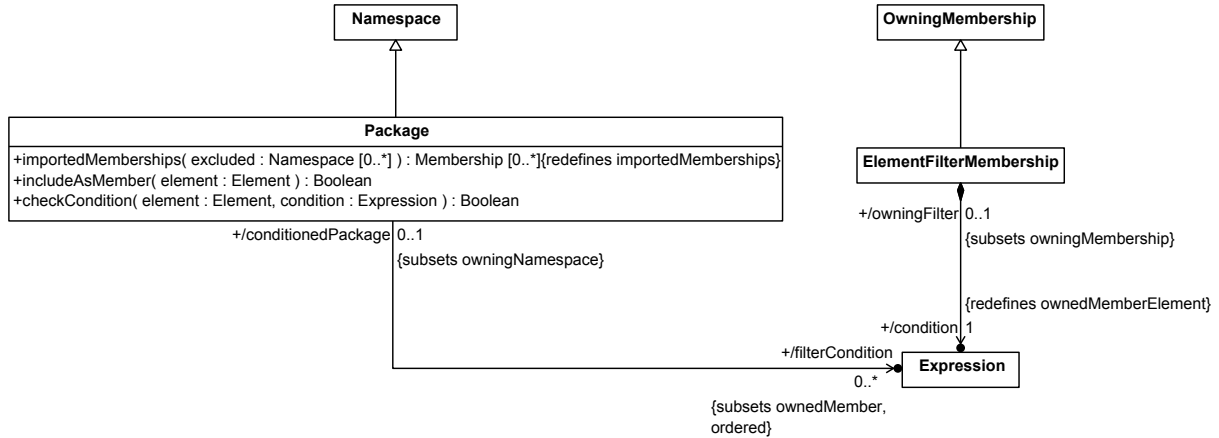 Namespace
OwningMembership
Package
+importedMemberships( excluded : Namespace [0..*] ) : Membership [0..*]{redefines importedMemberships}
+includeAsMember( element : Element ) : Boolean
+checkCondition( element : Element, condition : Expression ) : Boolean
ElementFilterMembership
+/owningFilter 0..1
{subsets owningMembership}
+/conditionedPackage 0..1
{subsets owningNamespace}
{redefines ownedMemberElement}
+/condition 1
+/filterCondition
Expression
0..*
{subsets ownedMember,
ordered}